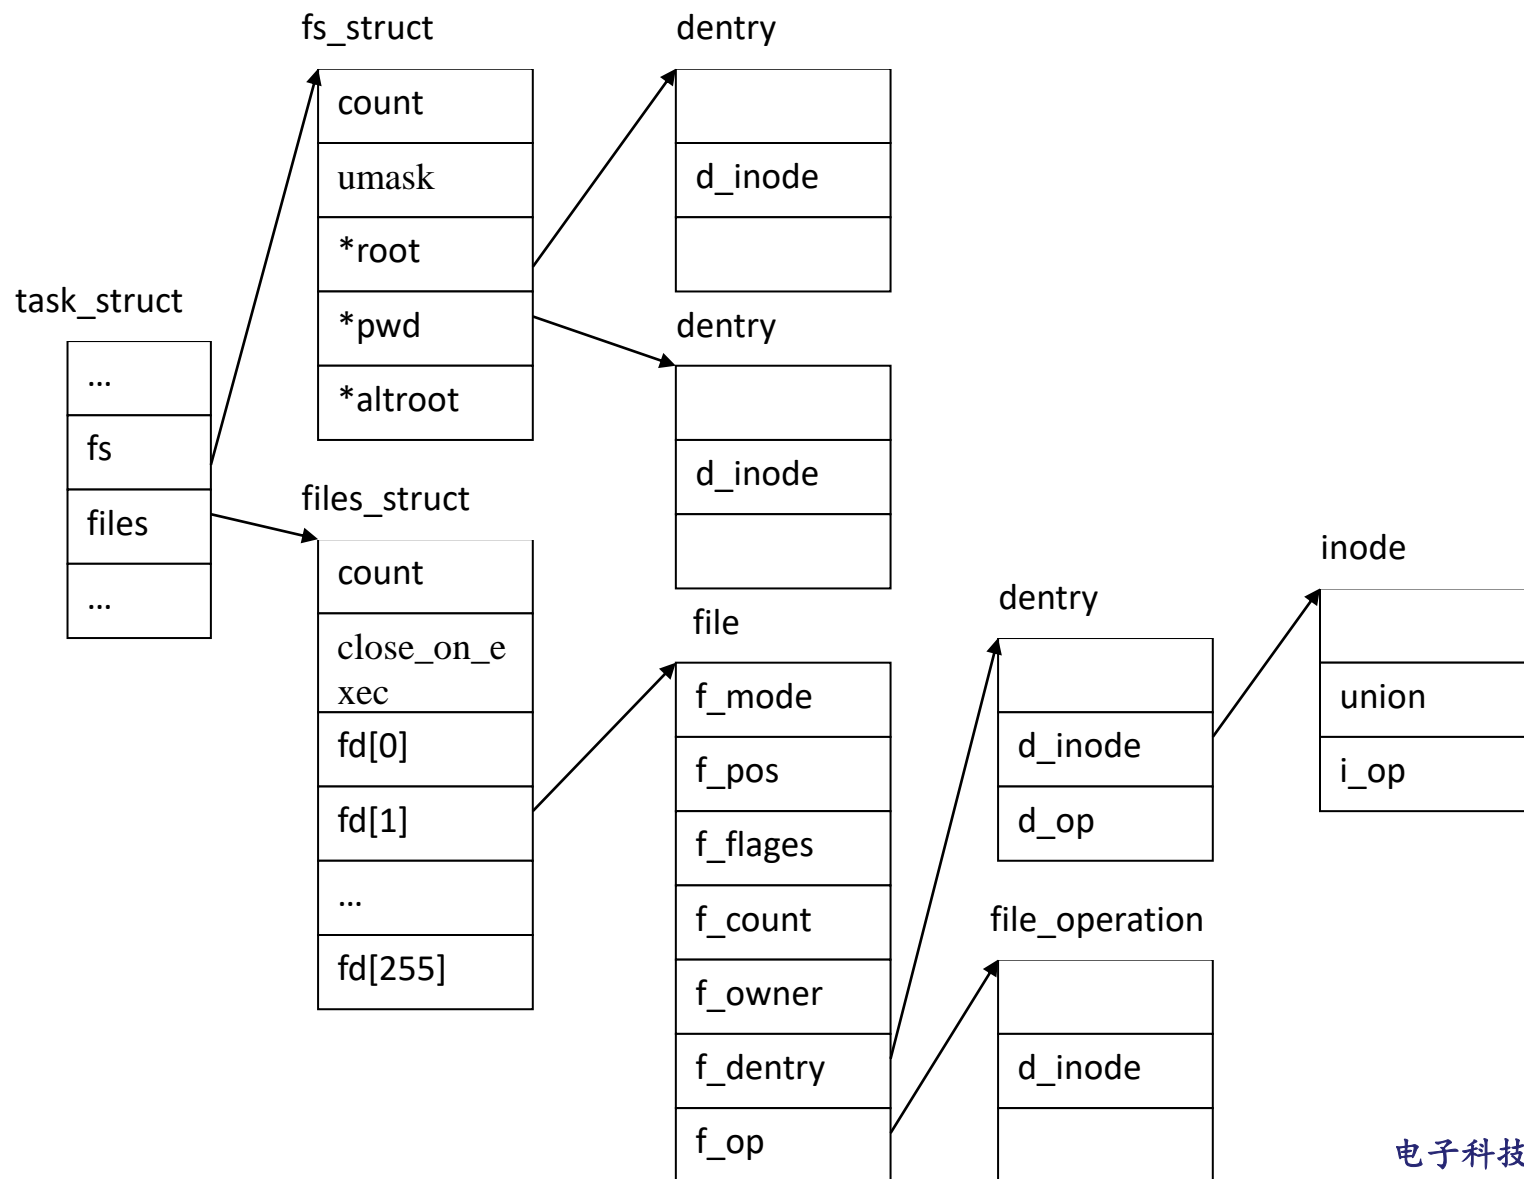 fs_struct
count
umask
*root
*pwd
*altroot
dentry
d_inode
dentry
d_inode
task_struct
...
fs
files
...
files_struct
count
close_on_e
xec
fd[0]
fd[1]
...
fd[255]
file
f_mode
f_pos
f_flages
f_count
f_owner
f_dentry
f_op
dentry
d_inode
d_op
inode
union
i_op
file_operation
d_inode
电子科技